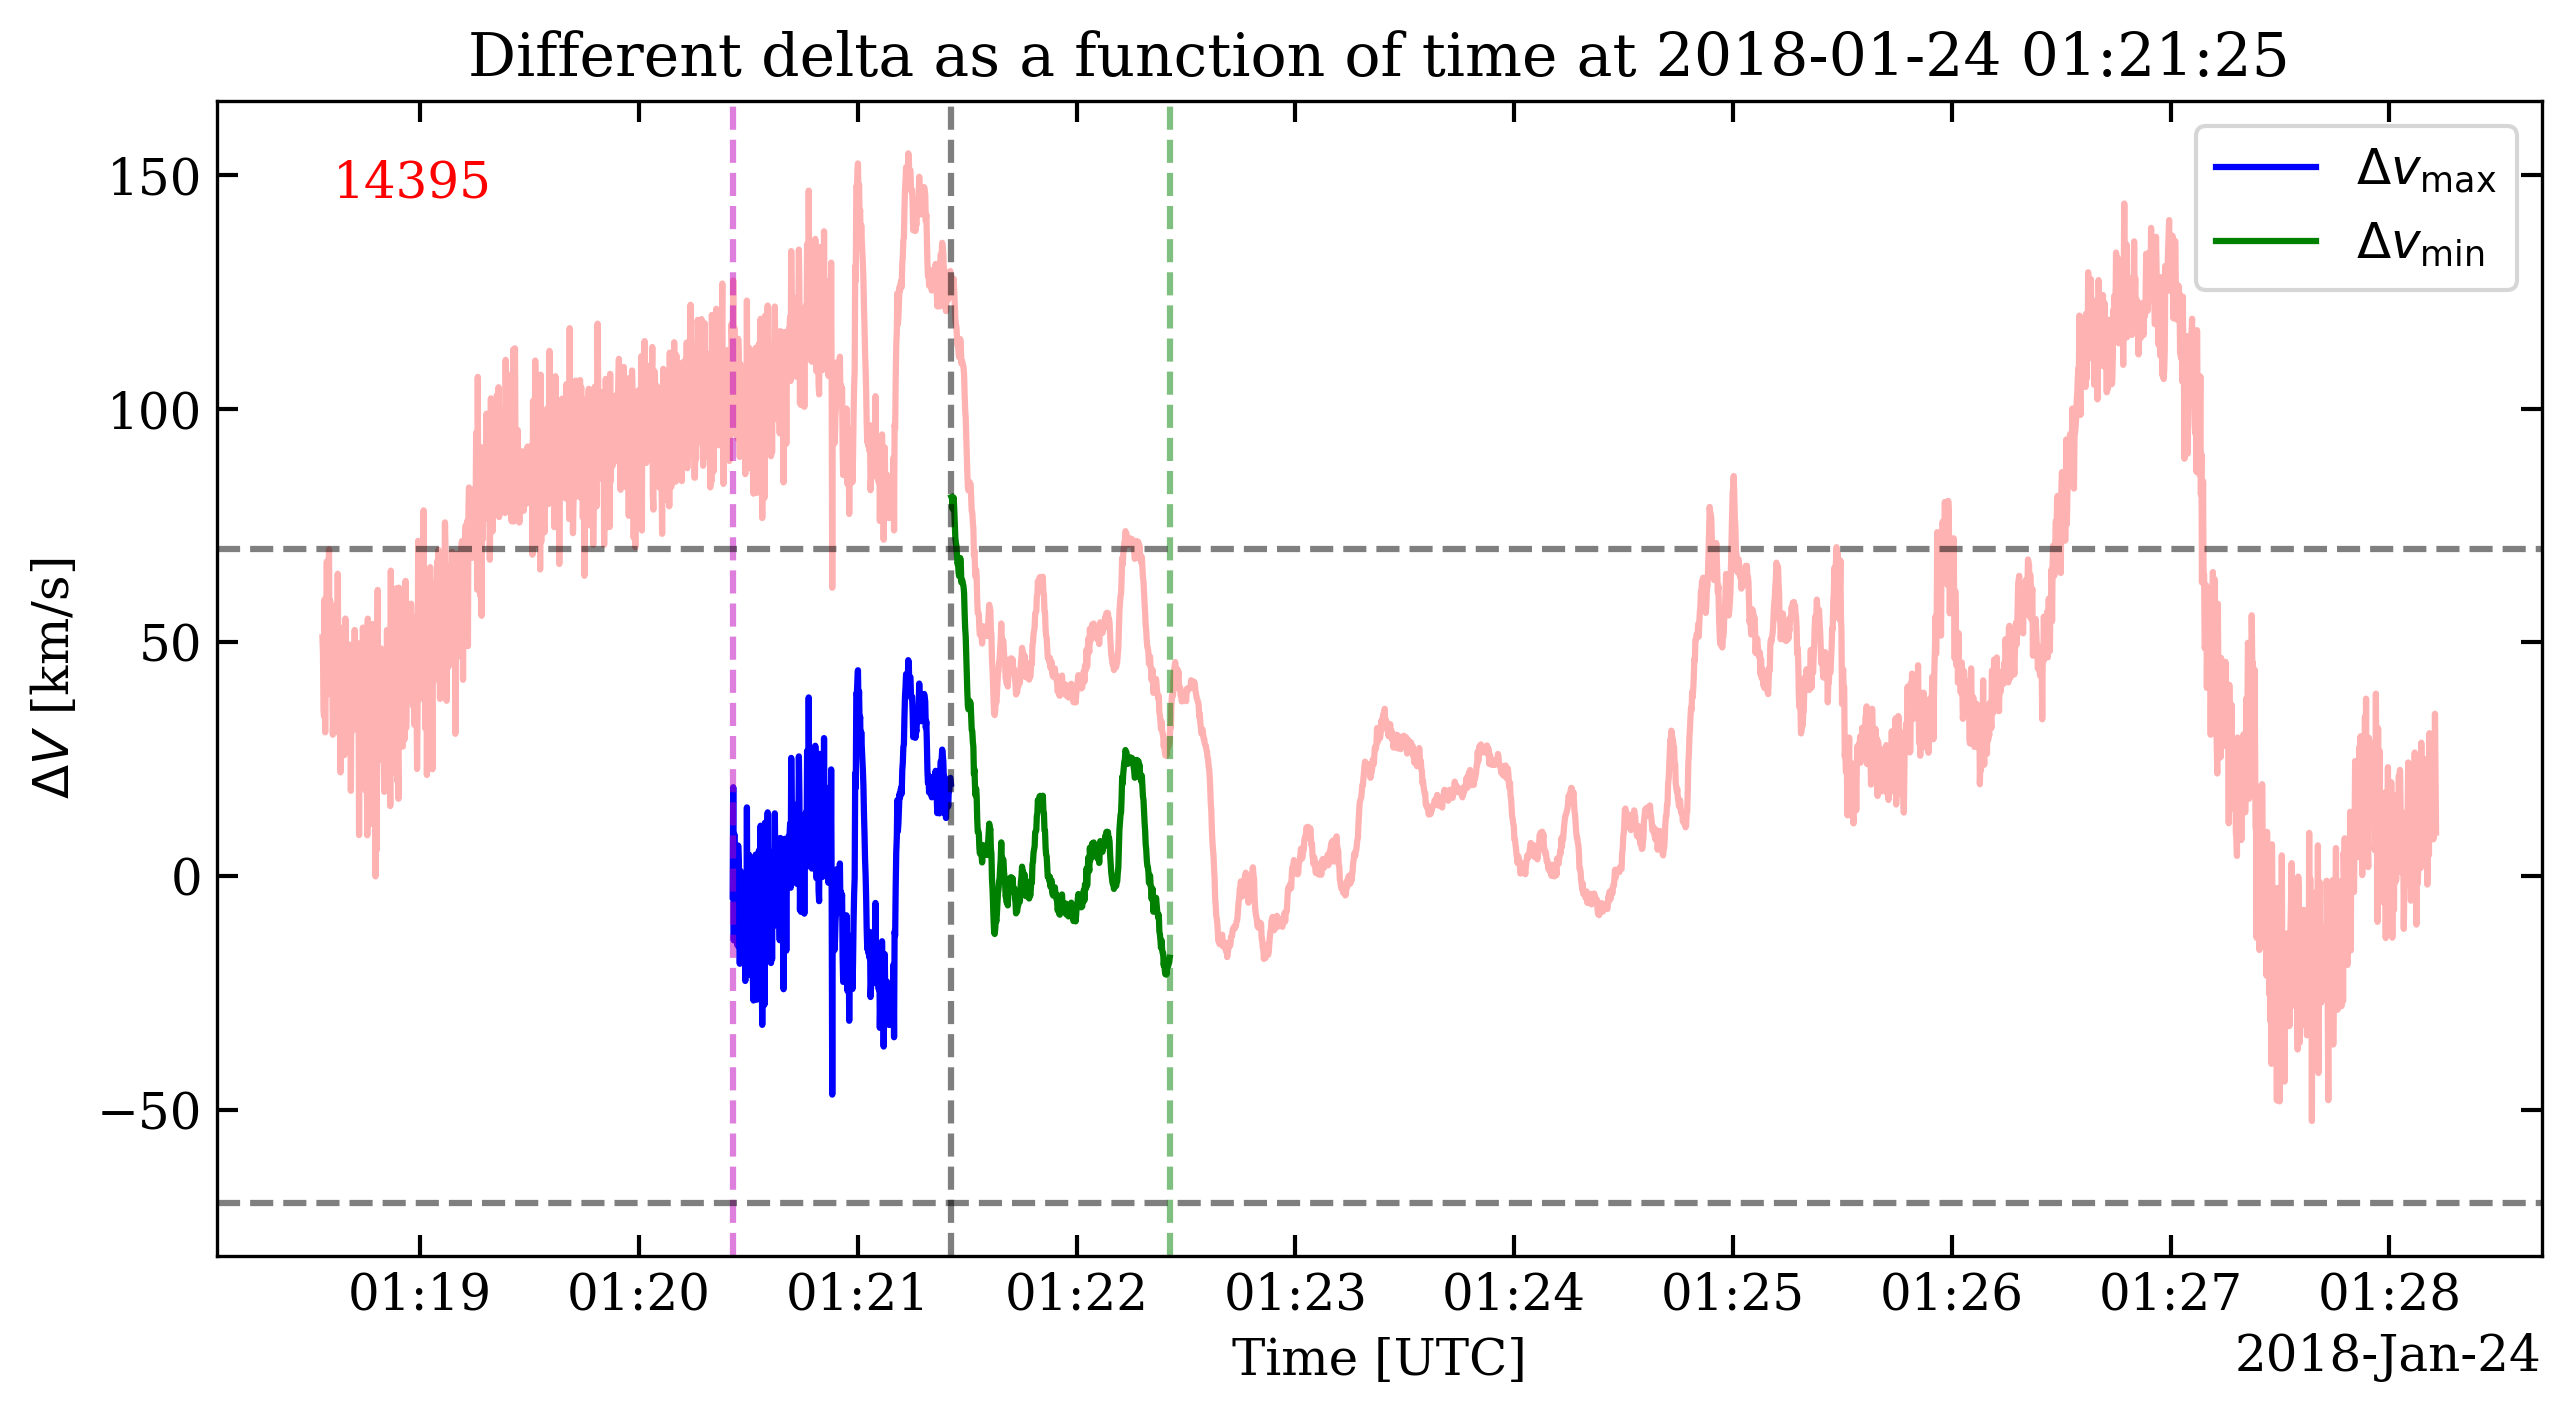 Different delta as a function of time at 2018-01-24 01:21:25
14395
Δv_max
Δv_min
ΔV [km/s]
150
100
50
0
−50
01:19 01:20 01:21 01:22 01:23 01:24 01:25 01:26 01:27 01:28
Time [UTC]
2018-Jan-24